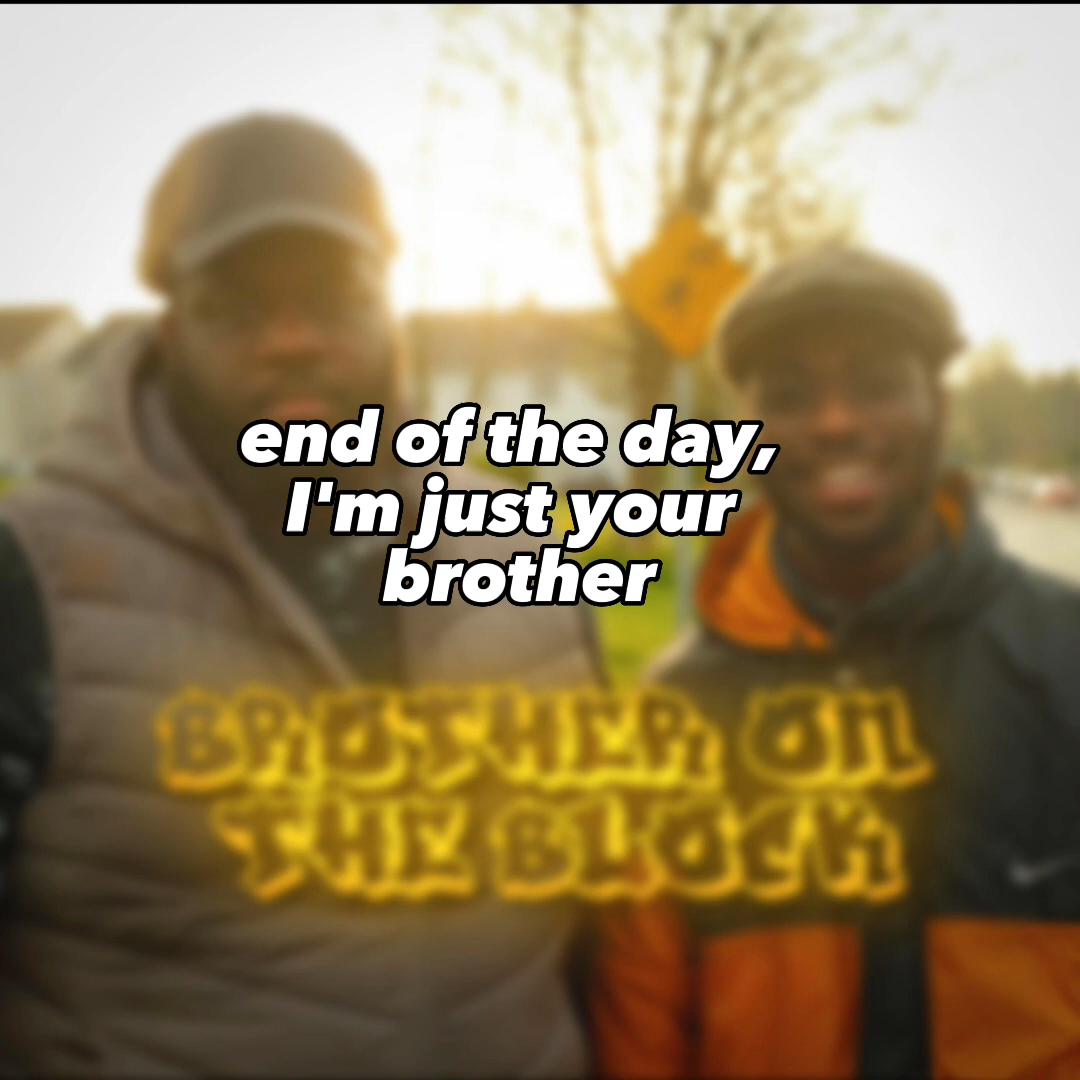 end of the day,
I'm just your
brother
BROTHER ON
THE BLOCK